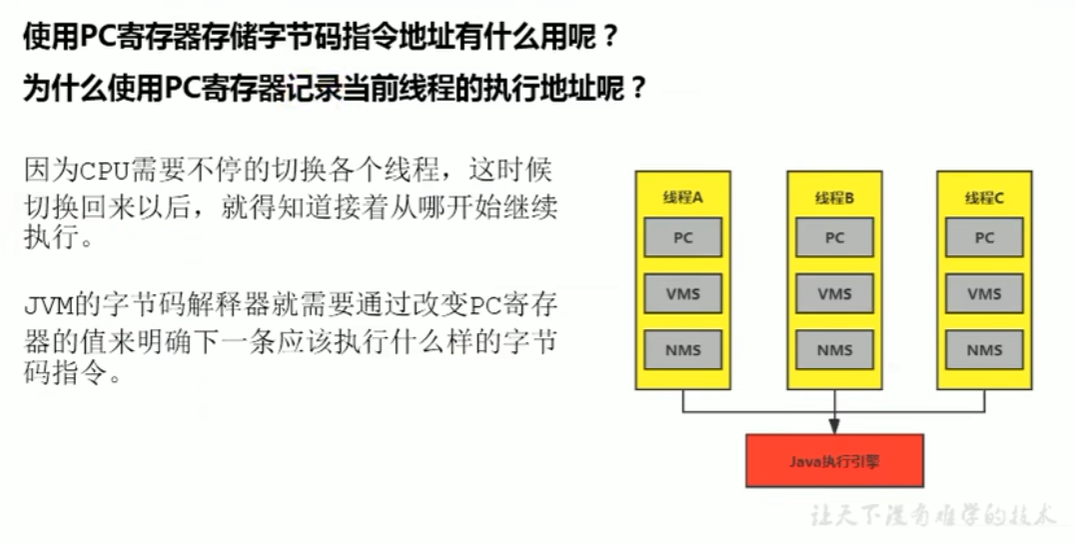 使用PC寄存器存储字节码指令地址有什么用呢？
为什么使用PC寄存器记录当前线程的执行地址呢？
因为CPU需要不停的切换各个线程，这时候
切换回来以后，就得知道接着从哪开始继续
执行。
JVM的字节码解释器就需要通过改变PC寄存
器的值来明确下一条应该执行什么样的字节
码指令。
线程A
PC
VMS
NMS
线程B
PC
VMS
NMS
线程C
PC
VMS
NMS
Java执行引擎
让天下没有难学的技术